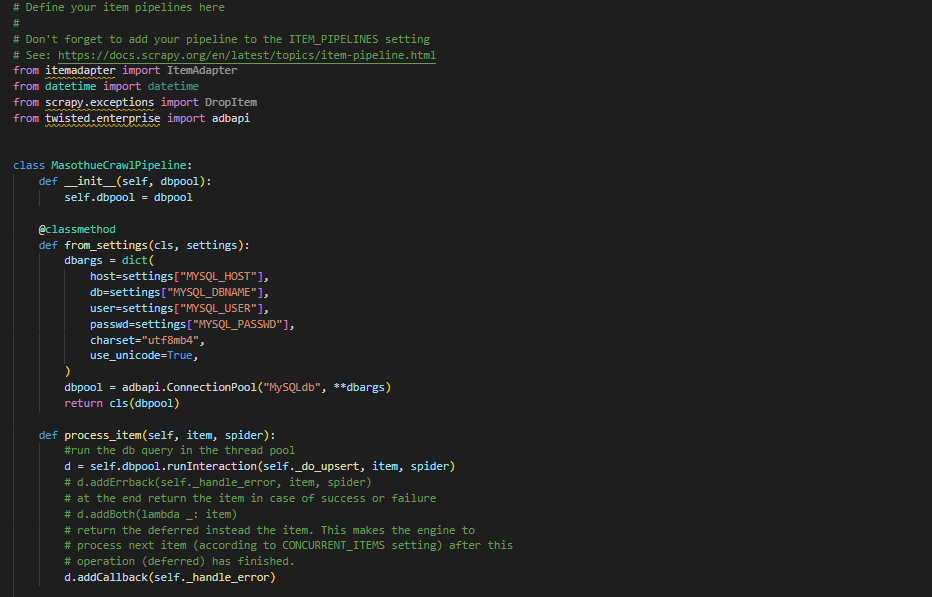 # Define your item pipelines here
#
# Don't forget to add your pipeline to the ITEM_PIPELINES setting
# See: https://docs.scrapy.org/en/latest/topics/item-pipeline.html
from itemadapter import ItemAdapter
from datetime import datetime
from scrapy.exceptions import DropItem
from twisted.enterprise import adbapi
class MasothueCrawlPipeline:
def __init__(self, dbpool):
self.dbpool = dbpool
@classmethod
def from_settings(cls, settings):
dbargs = dict(
host=settings["MYSQL_HOST"],
db=settings["MYSQL_DBNAME"],
user=settings["MYSQL_USER"],
passwd=settings["MYSQL_PASSWD"],
charset="utf8mb4",
use_unicode=True,
)
dbpool = adbapi.ConnectionPool("MySQLdb", **dbargs)
return cls(dbpool)
def process_item(self, item, spider):
#run the db query in the thread pool
d = self.dbpool.runInteraction(self._do_upsert, item, spider)
# d.addErrback(self._handle_error, item, spider)
# at the end return the item in case of success or failure
# d.addBoth(lambda _: item)
# return the deferred instead the item. This makes the engine to
# process next item (according to CONCURRENT_ITEMS setting) after this
# operation (deferred) has finished.
d.addCallback(self._handle_error)